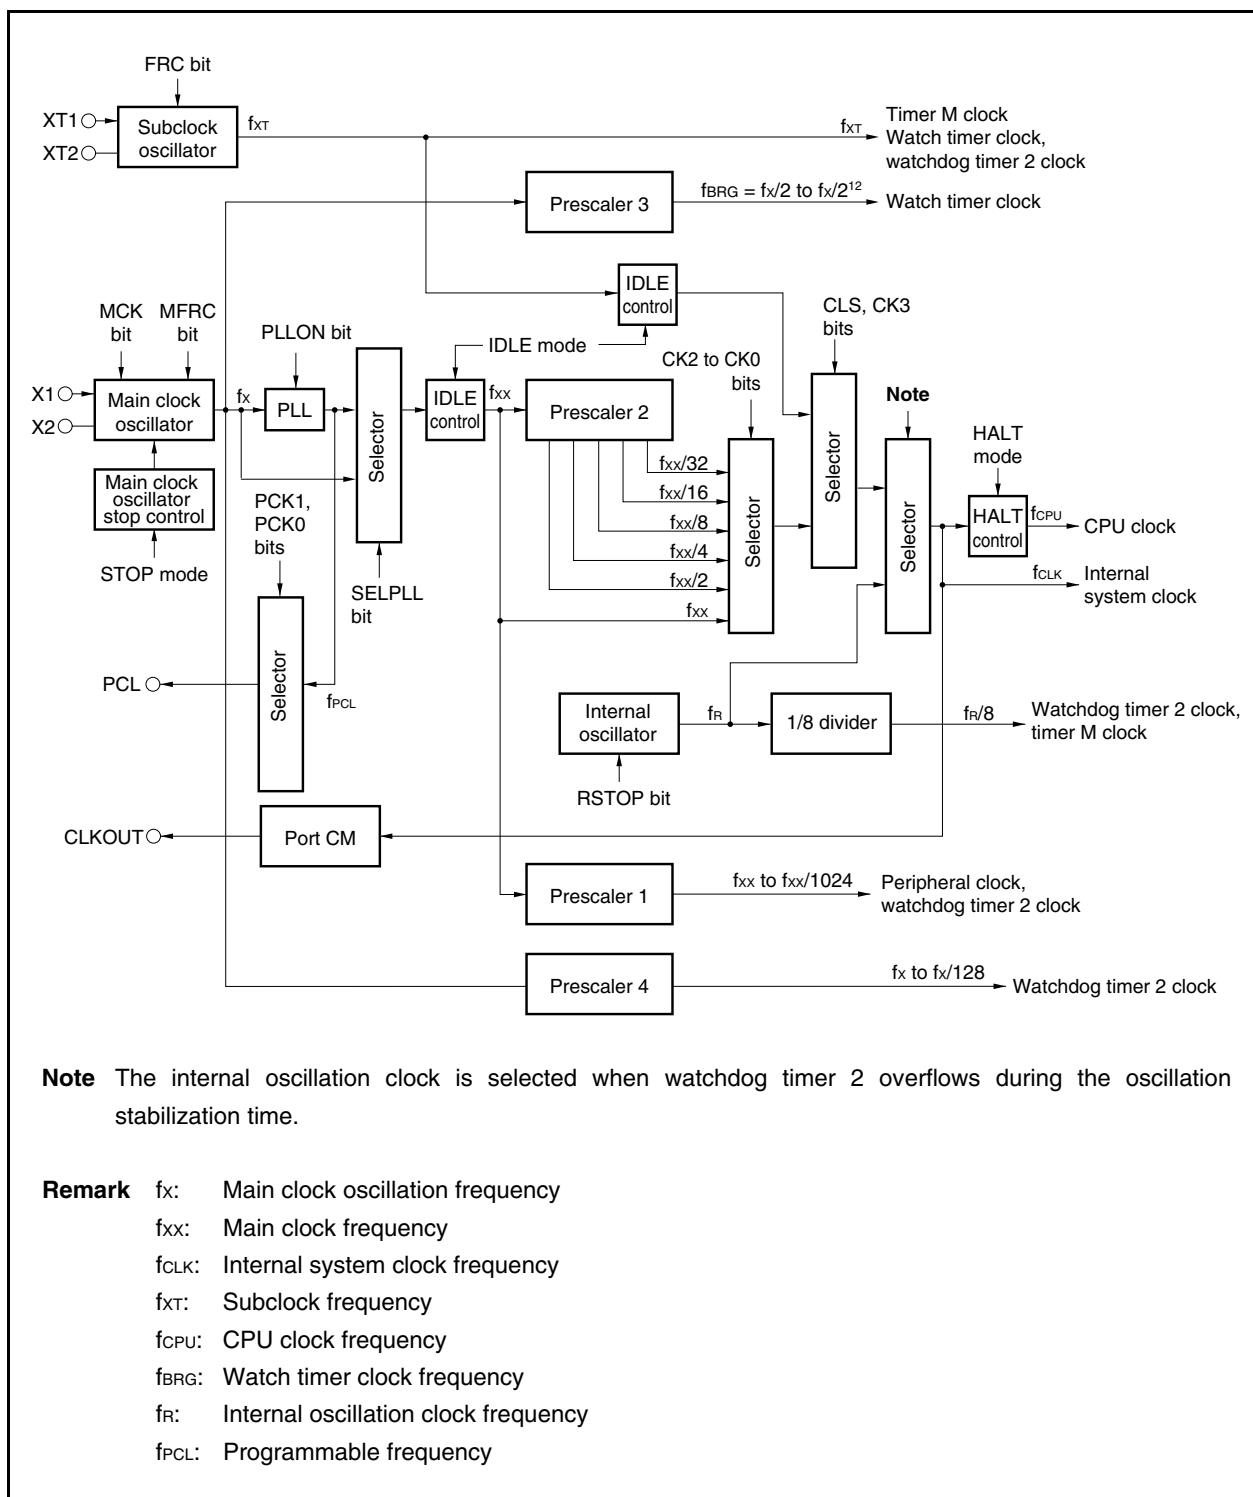 FRC bit
XT1
XT2
Subclock
oscillator
fXT
fXT
Timer M clock
Watch timer clock,
watchdog timer 2 clock
Prescaler 3
fBRG = fX/2 to fX/2¹²
Watch timer clock
IDLE
control
MCK
bit
MFRC
bit
PLLON bit
IDLE mode
CLS, CK3
bits
CK2 to CK0
bits
Note
X1
X2
Main clock
oscillator
fX
PLL
Selector
IDLE
control
fXX
Prescaler 2
HALT
mode
Main clock
oscillator
stop control
STOP mode
PCK1,
PCK0
bits
SELPLL
bit
fXX/32
fXX/16
fXX/8
fXX/4
fXX/2
fXX
Selector
Selector
Selector
HALT
control
fCPU
CPU clock
fCLK
Internal
system clock
PCL
Selector
fPCL
Internal
oscillator
fR
1/8 divider
fR/8
Watchdog timer 2 clock,
timer M clock
RSTOP bit
CLKOUT
Port CM
Prescaler 1
fXX to fXX/1024
Peripheral clock,
watchdog timer 2 clock
Prescaler 4
fX to fX/128
Watchdog timer 2 clock
Note The internal oscillation clock is selected when watchdog timer 2 overflows during the oscillation
stabilization time.
Remark fX: Main clock oscillation frequency
fXX: Main clock frequency
fCLK: Internal system clock frequency
fXT: Subclock frequency
fCPU: CPU clock frequency
fBRG: Watch timer clock frequency
fR: Internal oscillation clock frequency
fPCL: Programmable frequency